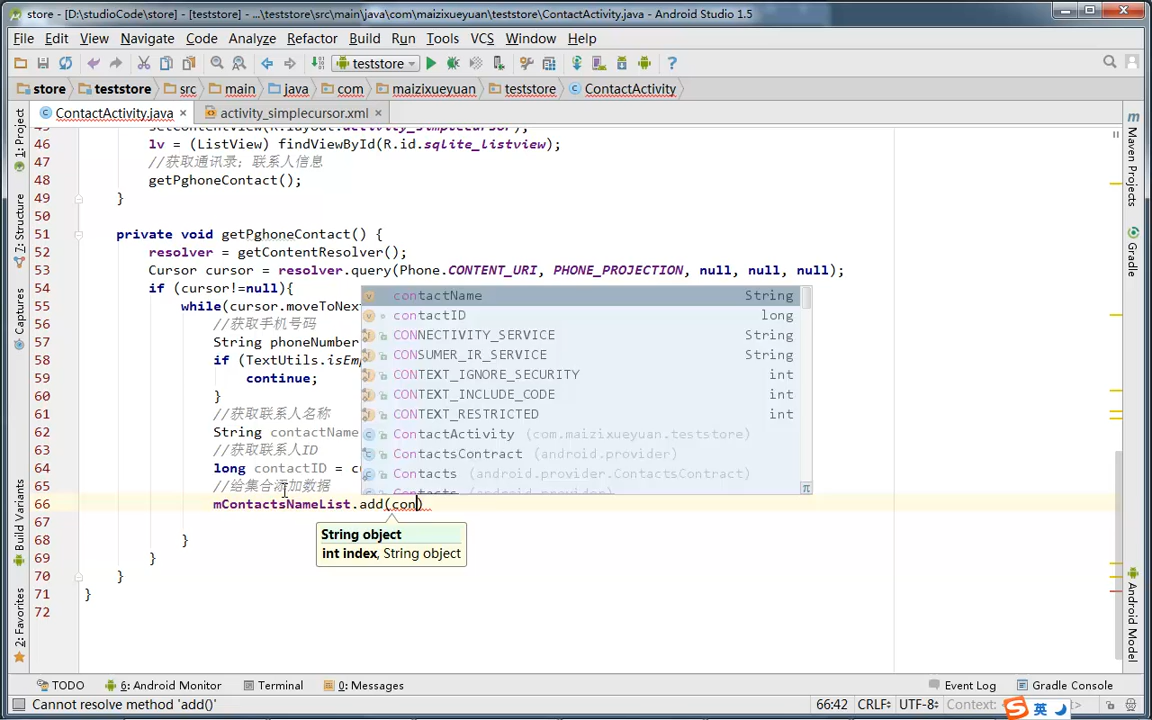 store - [D:\studioCode\store] - [teststore] - ...\teststore\src\main\java\com\maizixueyuan\teststore\ContactActivity.java - Android Studio 1.5
File Edit View Navigate Code Analyze Refactor Build Run Tools VCS Window Help
teststore
store teststore src main java com maizixueyuan teststore ContactActivity
ContactActivity.java activity_simplecursor.xml
1: Project
7: Structure
Captures
Build Variants
2: Favorites
Maven Projects
Gradle
Android Model
46 lv = (ListView) findViewById(R.id.sqlite_listview);
47 //获取通讯录; 联系人信息
48 getPghoneContact();
49 }
50
51 private void getPghoneContact() {
52 resolver = getContentResolver();
53 Cursor cursor = resolver.query(Phone.CONTENT_URI, PHONE_PROJECTION, null, null, null);
54 if (cursor!=null){
55 while(cursor.moveToNext
56 //获取手机号码
57 String phoneNumber
58 if (TextUtils.isEmp
59 continue;
60 }
61 //获取联系人名称
62 String contactName
63 //获取联系人ID
64 long contactID = cu
65 //给集合添加数据
66 mContactsNameList.add(con)
67
68 }
69 }
70 }
71 }
72
contactName String
contactID long
CONNECTIVITY_SERVICE String
CONSUMER_IR_SERVICE String
CONTEXT_IGNORE_SECURITY int
CONTEXT_INCLUDE_CODE int
CONTEXT_RESTRICTED int
ContactActivity (com.maizixueyuan.teststore)
ContactsContract (android.provider)
Contacts (android.provider.ContactsContract)
String object
int index, String object
TODO 6: Android Monitor Terminal 0: Messages Event Log Gradle Console
Cannot resolve method 'add()' 66:42 CRLF UTF-8 Context:
英